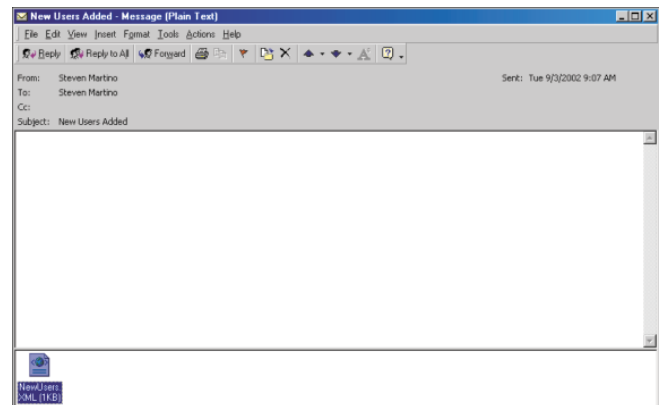 New Users Added - Message (Plain Text)
File Edit View Insert Format Tools Actions Help
Reply Reply to All Forward
From: Steven Martino Sent: Tue 9/3/2002 9:07 AM
To: Steven Martino
Cc:
Subject: New Users Added
NewUsers.
XML (1KB)